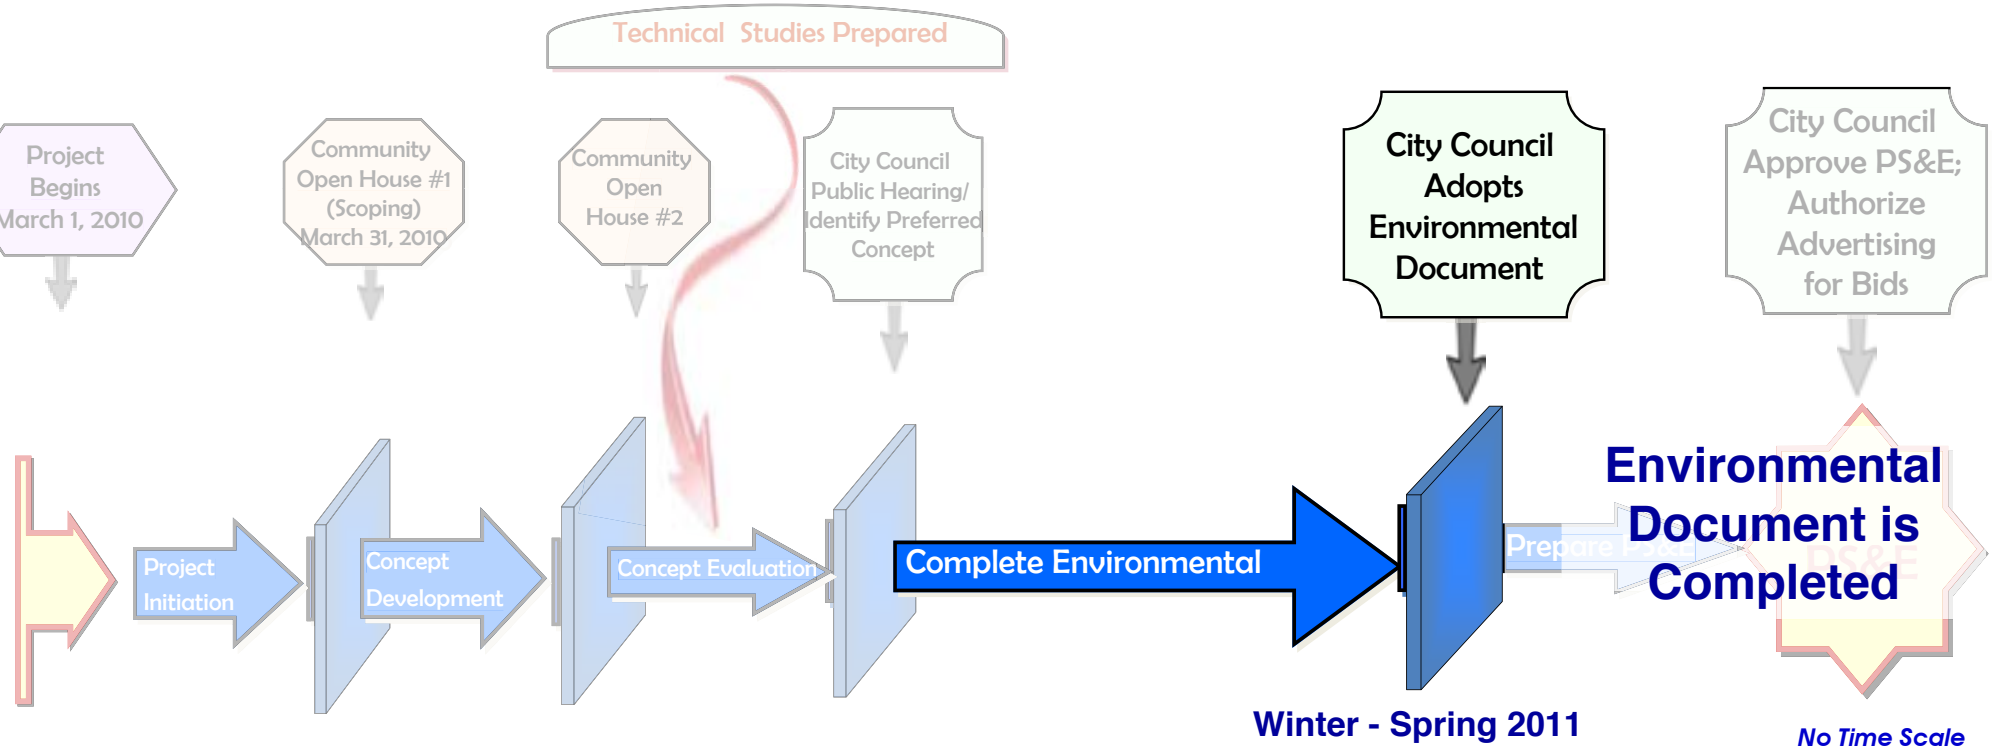 Technical Studies Prepared
Project
Begins
March 1, 2010
Community
Open House #1
(Scoping)
March 31, 2010
Community
Open
House #2
City Council
Public Hearing/
Identify Preferred
Concept
City Council
Adopts
Environmental
Document
City Council
Approve PS&E;
Authorize
Advertising
for Bids
Project
Initiation
Concept
Development
Concept Evaluation
Complete Environmental
Prepare PS&E
PS&E
Environmental
Document is
Completed
Winter - Spring 2011
No Time Scale